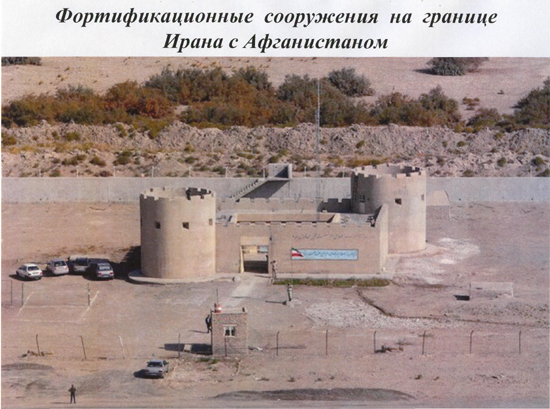 Фортификационные сооружения на границе
Ирана с Афганистаном